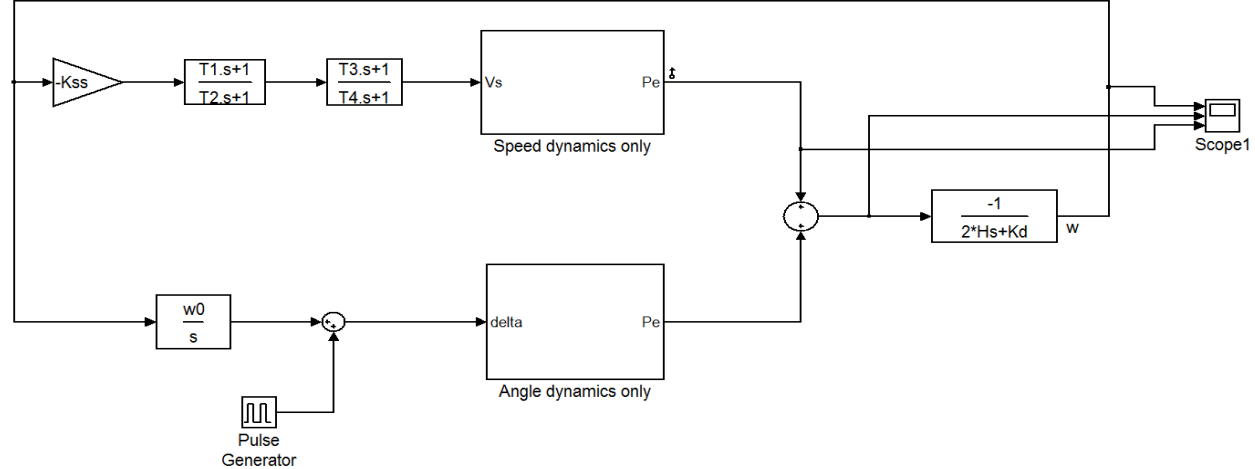 -Kss
T1.s+1
T2.s+1
T3.s+1
T4.s+1
Vs
Pe
Speed dynamics only
Scope1
-1
2*Hs+Kd
w
w0
s
delta
Pe
Angle dynamics only
Pulse
Generator